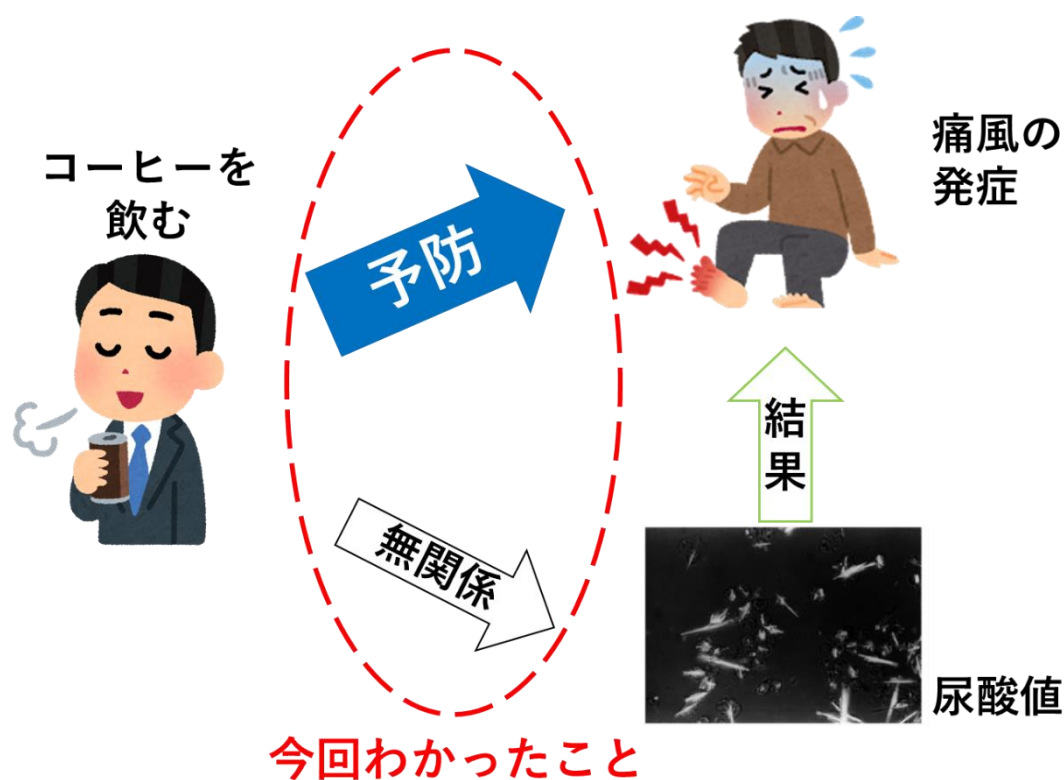 コーヒーを
飲む
予防
痛風の
発症
結
果
無関係
尿酸値
今回わかったこと